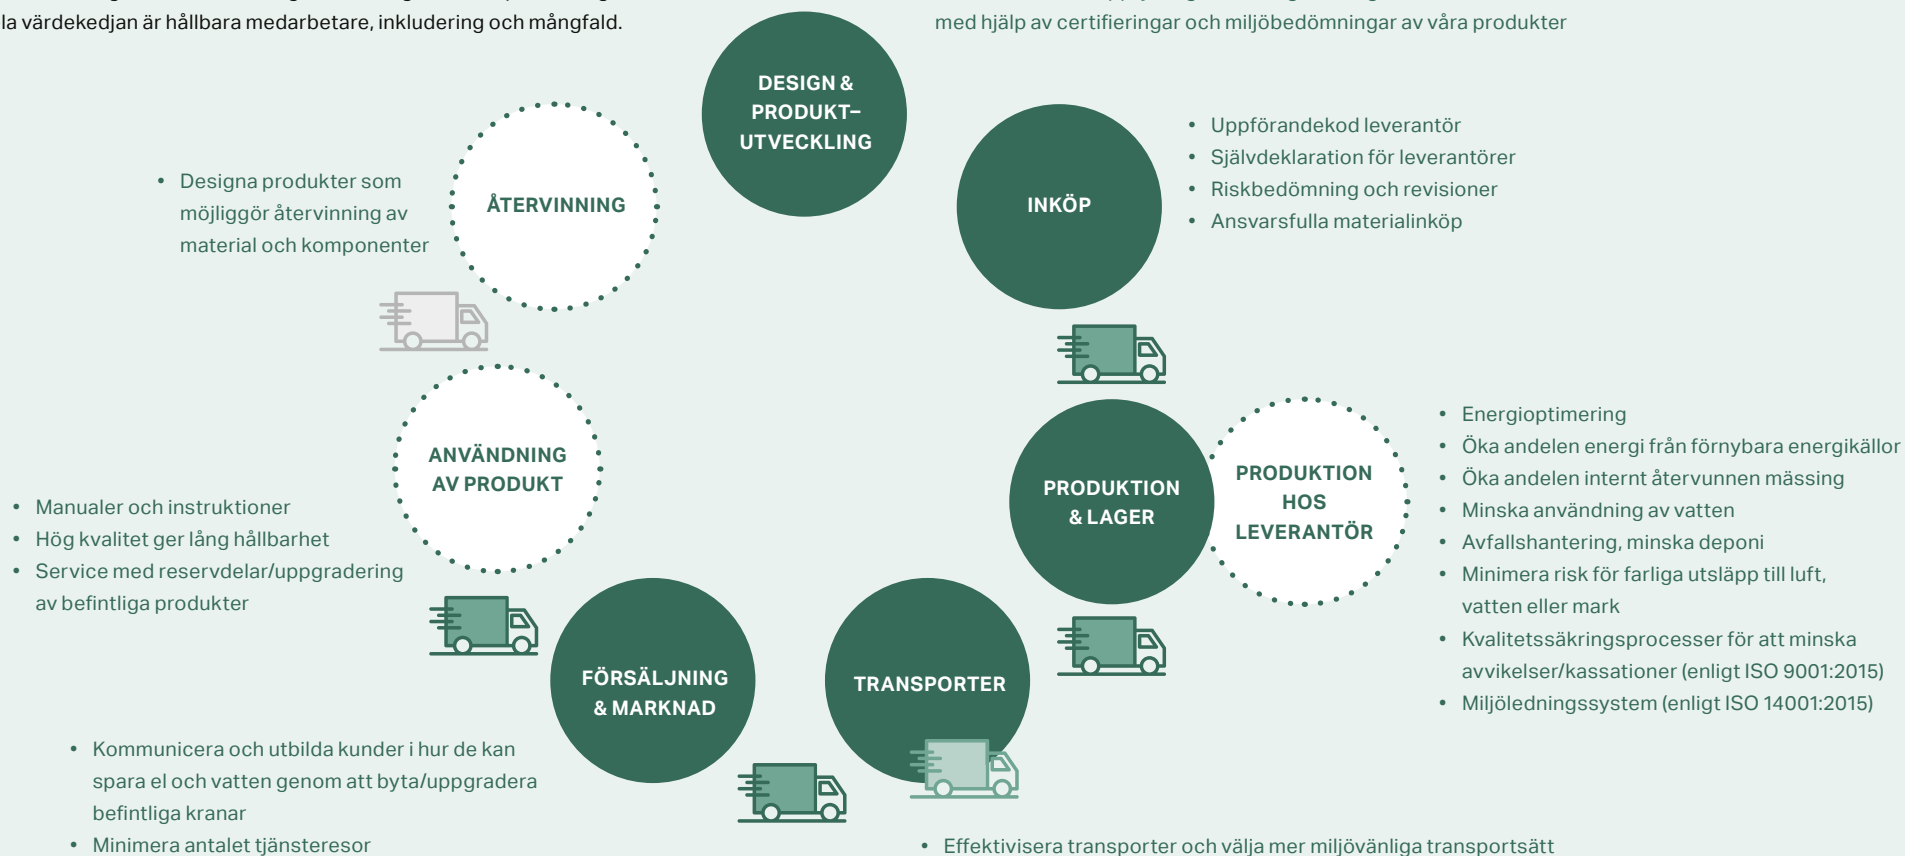 la värdekedjan är hållbara medarbetare, inkludering och mångfald.
med hjälp av certifieringar och miljöbedömningar av våra produkter
DESIGN &
PRODUKT–
UTVECKLING
INKÖP
• Uppförandekod leverantör
• Självdeklaration för leverantörer
• Riskbedömning och revisioner
• Ansvarsfulla materialinköp
ÅTERVINNING
• Designa produkter som
möjliggör återvinning av
material och komponenter
PRODUKTION
& LAGER
PRODUKTION
HOS
LEVERANTÖR
• Energioptimering
• Öka andelen energi från förnybara energikällor
• Öka andelen internt återvunnen mässing
• Minska användning av vatten
• Avfallshantering, minska deponi
• Minimera risk för farliga utsläpp till luft,
vatten eller mark
• Kvalitetssäkringsprocesser för att minska
avvikelser/kassationer (enligt ISO 9001:2015)
• Miljöledningssystem (enligt ISO 14001:2015)
ANVÄNDNING
AV PRODUKT
• Manualer och instruktioner
• Hög kvalitet ger lång hållbarhet
• Service med reservdelar/uppgradering
av befintliga produkter
FÖRSÄLJNING
& MARKNAD
TRANSPORTER
• Kommunicera och utbilda kunder i hur de kan
spara el och vatten genom att byta/uppgradera
befintliga kranar
• Minimera antalet tjänsteresor
• Effektivisera transporter och välja mer miljövänliga transportsätt